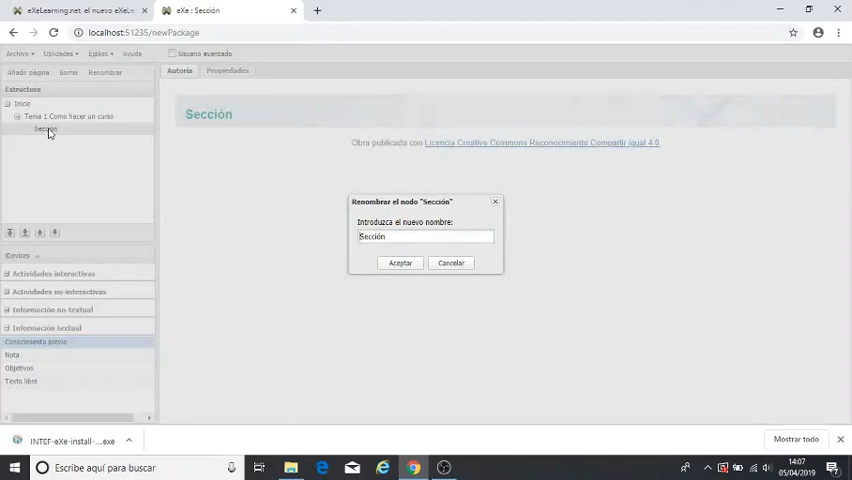 eXeLearning.net, el nuevo eXeLe
eXe : Sección
localhost:51235/newPackage
Archivo Utilidades Estilos Ayuda
Usuario avanzado
Añadir página Borrar Renombrar
Autoría Propiedades
Estructura
Inicio
Tema 1 Como hacer un curso
Sección
Sección
Obra publicada con Licencia Creative Commons Reconocimiento Compartir igual 4.0
Renombrar el nodo "Sección"
Introduzca el nuevo nombre:
Sección
Aceptar Cancelar
iDevices
Actividades interactivas
Actividades no-interactivas
Información no-textual
Información textual
Conocimiento previo
Nota
Objetivos
Texto libre
INTEF-eXe-install-....exe
Mostrar todo
Escribe aquí para buscar
14:07
05/04/2019